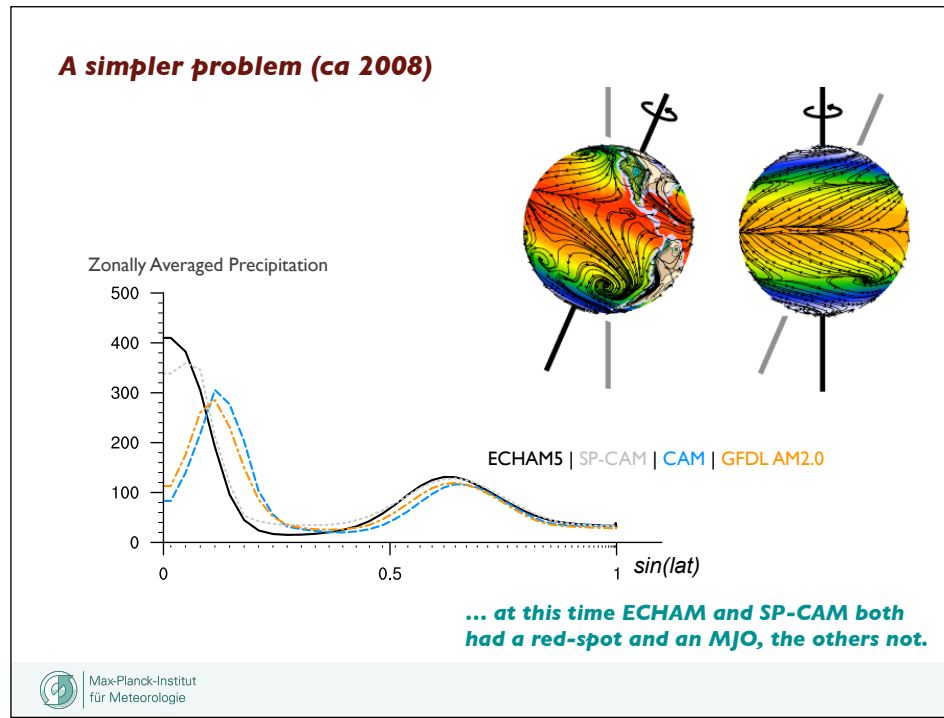 A simpler problem (ca 2008)
Zonally Averaged Precipitation
500
400
300
200
100
0
0
0.5
1
sin(lat)
ECHAM5 | SP-CAM | CAM | GFDL AM2.0
... at this time ECHAM and SP-CAM both
had a red-spot and an MJO, the others not.
Max-Planck-Institut
für Meteorologie